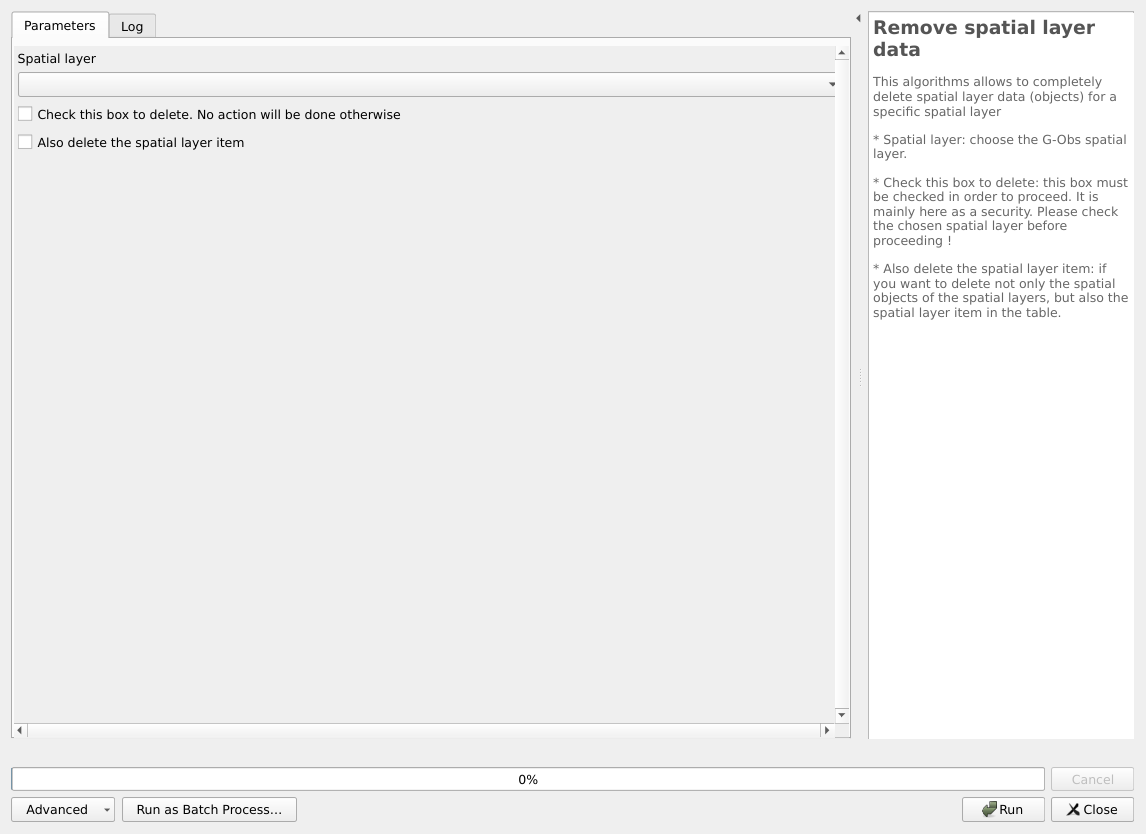 Parameters
Log
Spatial layer
Check this box to delete. No action will be done otherwise
Also delete the spatial layer item
Remove spatial layer
data
This algorithms allows to completely
delete spatial layer data (objects) for a
specific spatial layer
* Spatial layer: choose the G-Obs spatial
layer.
* Check this box to delete: this box must
be checked in order to proceed. It is
mainly here as a security. Please check
the chosen spatial layer before
proceeding !
* Also delete the spatial layer item: if
you want to delete not only the spatial
objects of the spatial layers, but also the
spatial layer item in the table.
0%
Cancel
Advanced
Run as Batch Process...
Run
Close